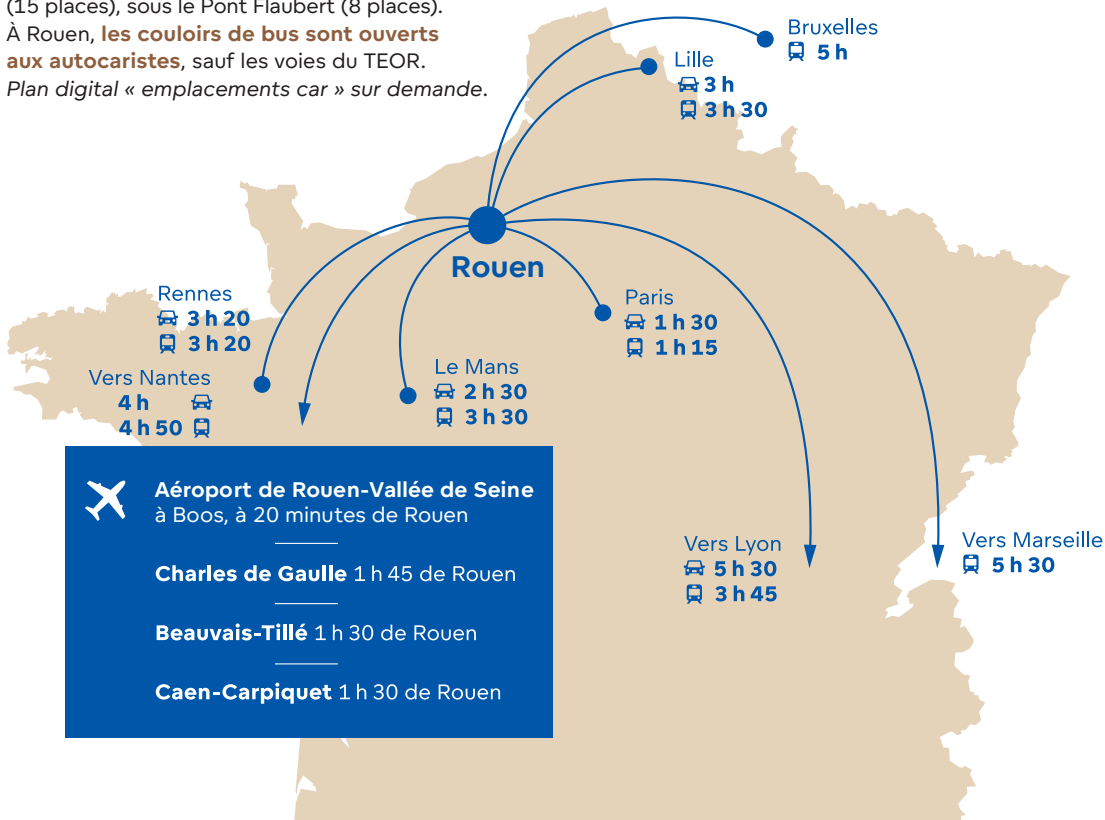 (15 places), sous le Pont Flaubert (8 places).
À Rouen, les couloirs de bus sont ouverts
aux autocaristes, sauf les voies du TEOR.
Plan digital « emplacements car » sur demande.
Bruxelles
5 h
Lille
3 h
3 h 30
Rouen
Rennes
3 h 20
3 h 20
Paris
1 h 30
1 h 15
Vers Nantes
4 h
4 h 50
Le Mans
2 h 30
3 h 30
Aéroport de Rouen-Vallée de Seine
à Boos, à 20 minutes de Rouen
Charles de Gaulle 1 h 45 de Rouen
Beauvais-Tillé 1 h 30 de Rouen
Caen-Carpiquet 1 h 30 de Rouen
Vers Lyon
5 h 30
3 h 45
Vers Marseille
5 h 30